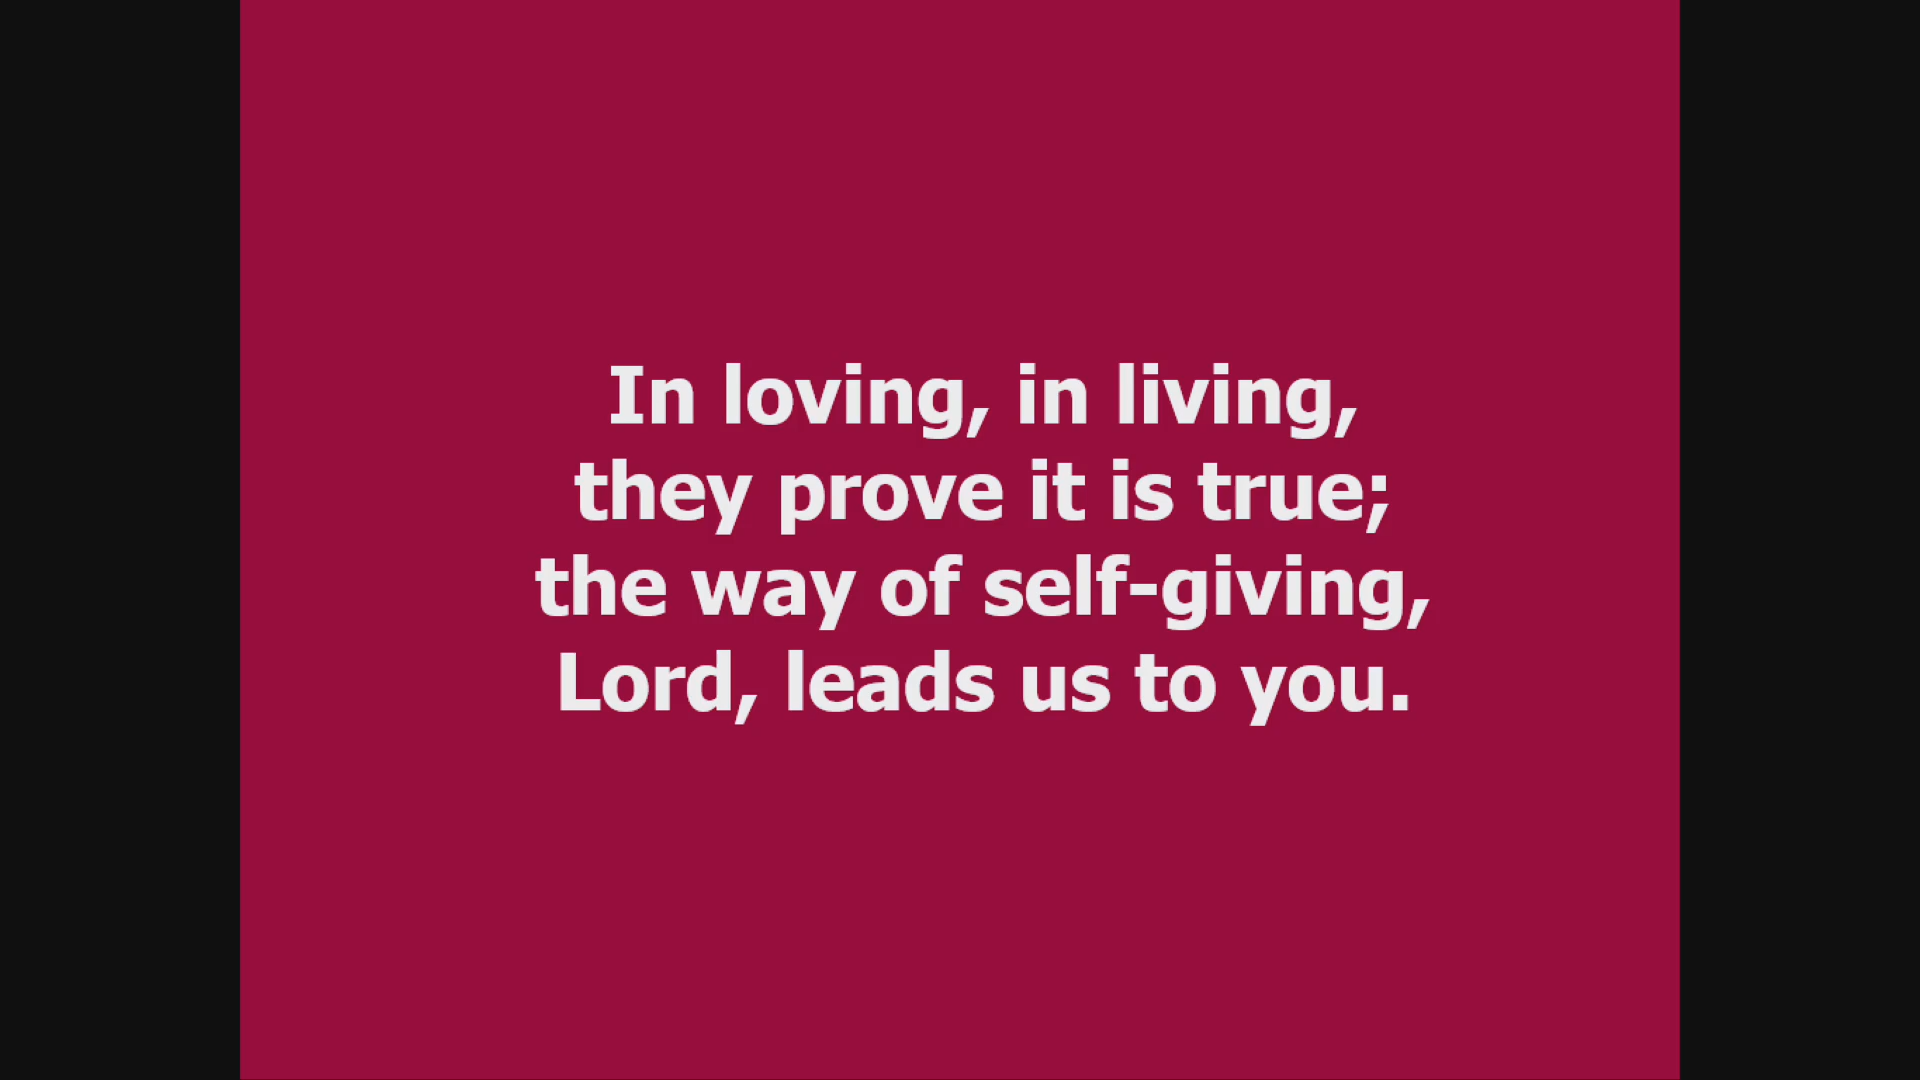 In loving, in living,
they prove it is true;
the way of self-giving,
Lord, leads us to you.